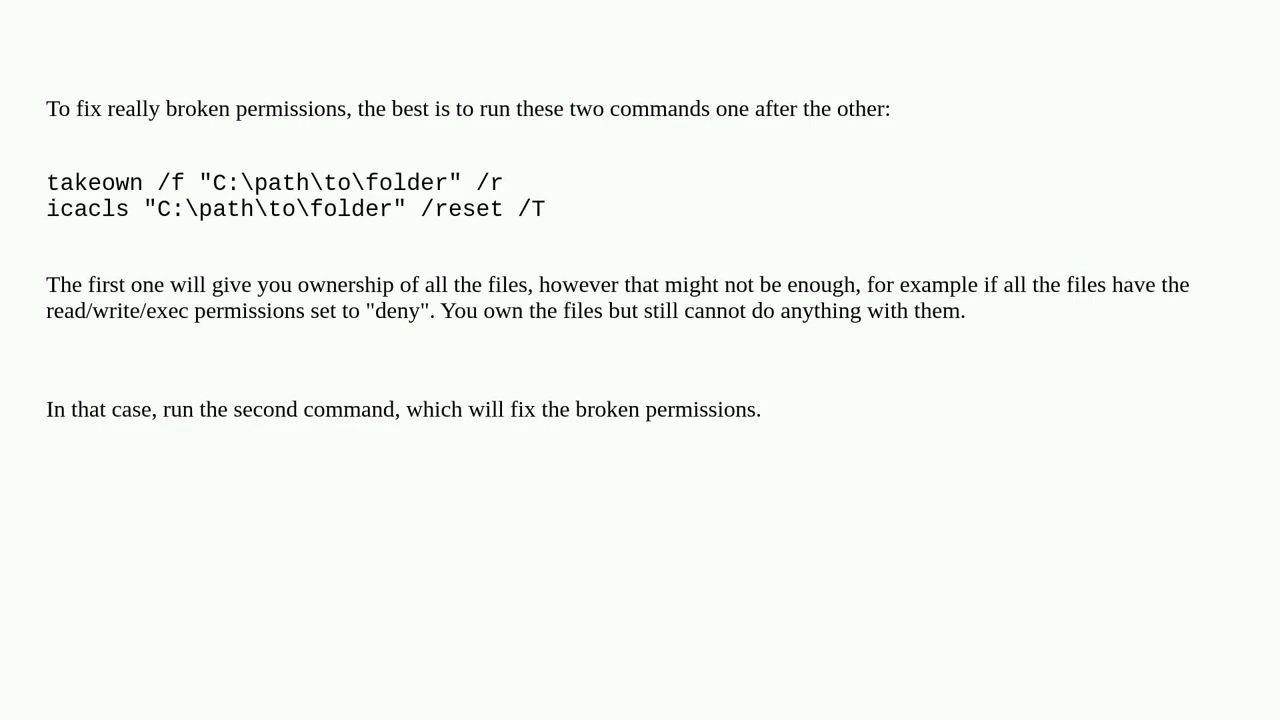 To fix really broken permissions, the best is to run these two commands one after the other:
takeown /f "C:\path\to\folder" /r
icacls "C:\path\to\folder" /reset /T
The first one will give you ownership of all the files, however that might not be enough, for example if all the files have the
read/write/exec permissions set to "deny". You own the files but still cannot do anything with them.
In that case, run the second command, which will fix the broken permissions.